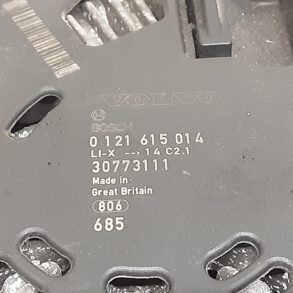 VOLVO
BOSCH
0 121 615 014
LI-X --> 14 C2.1
30773111
Made in
Great Britain
806
685